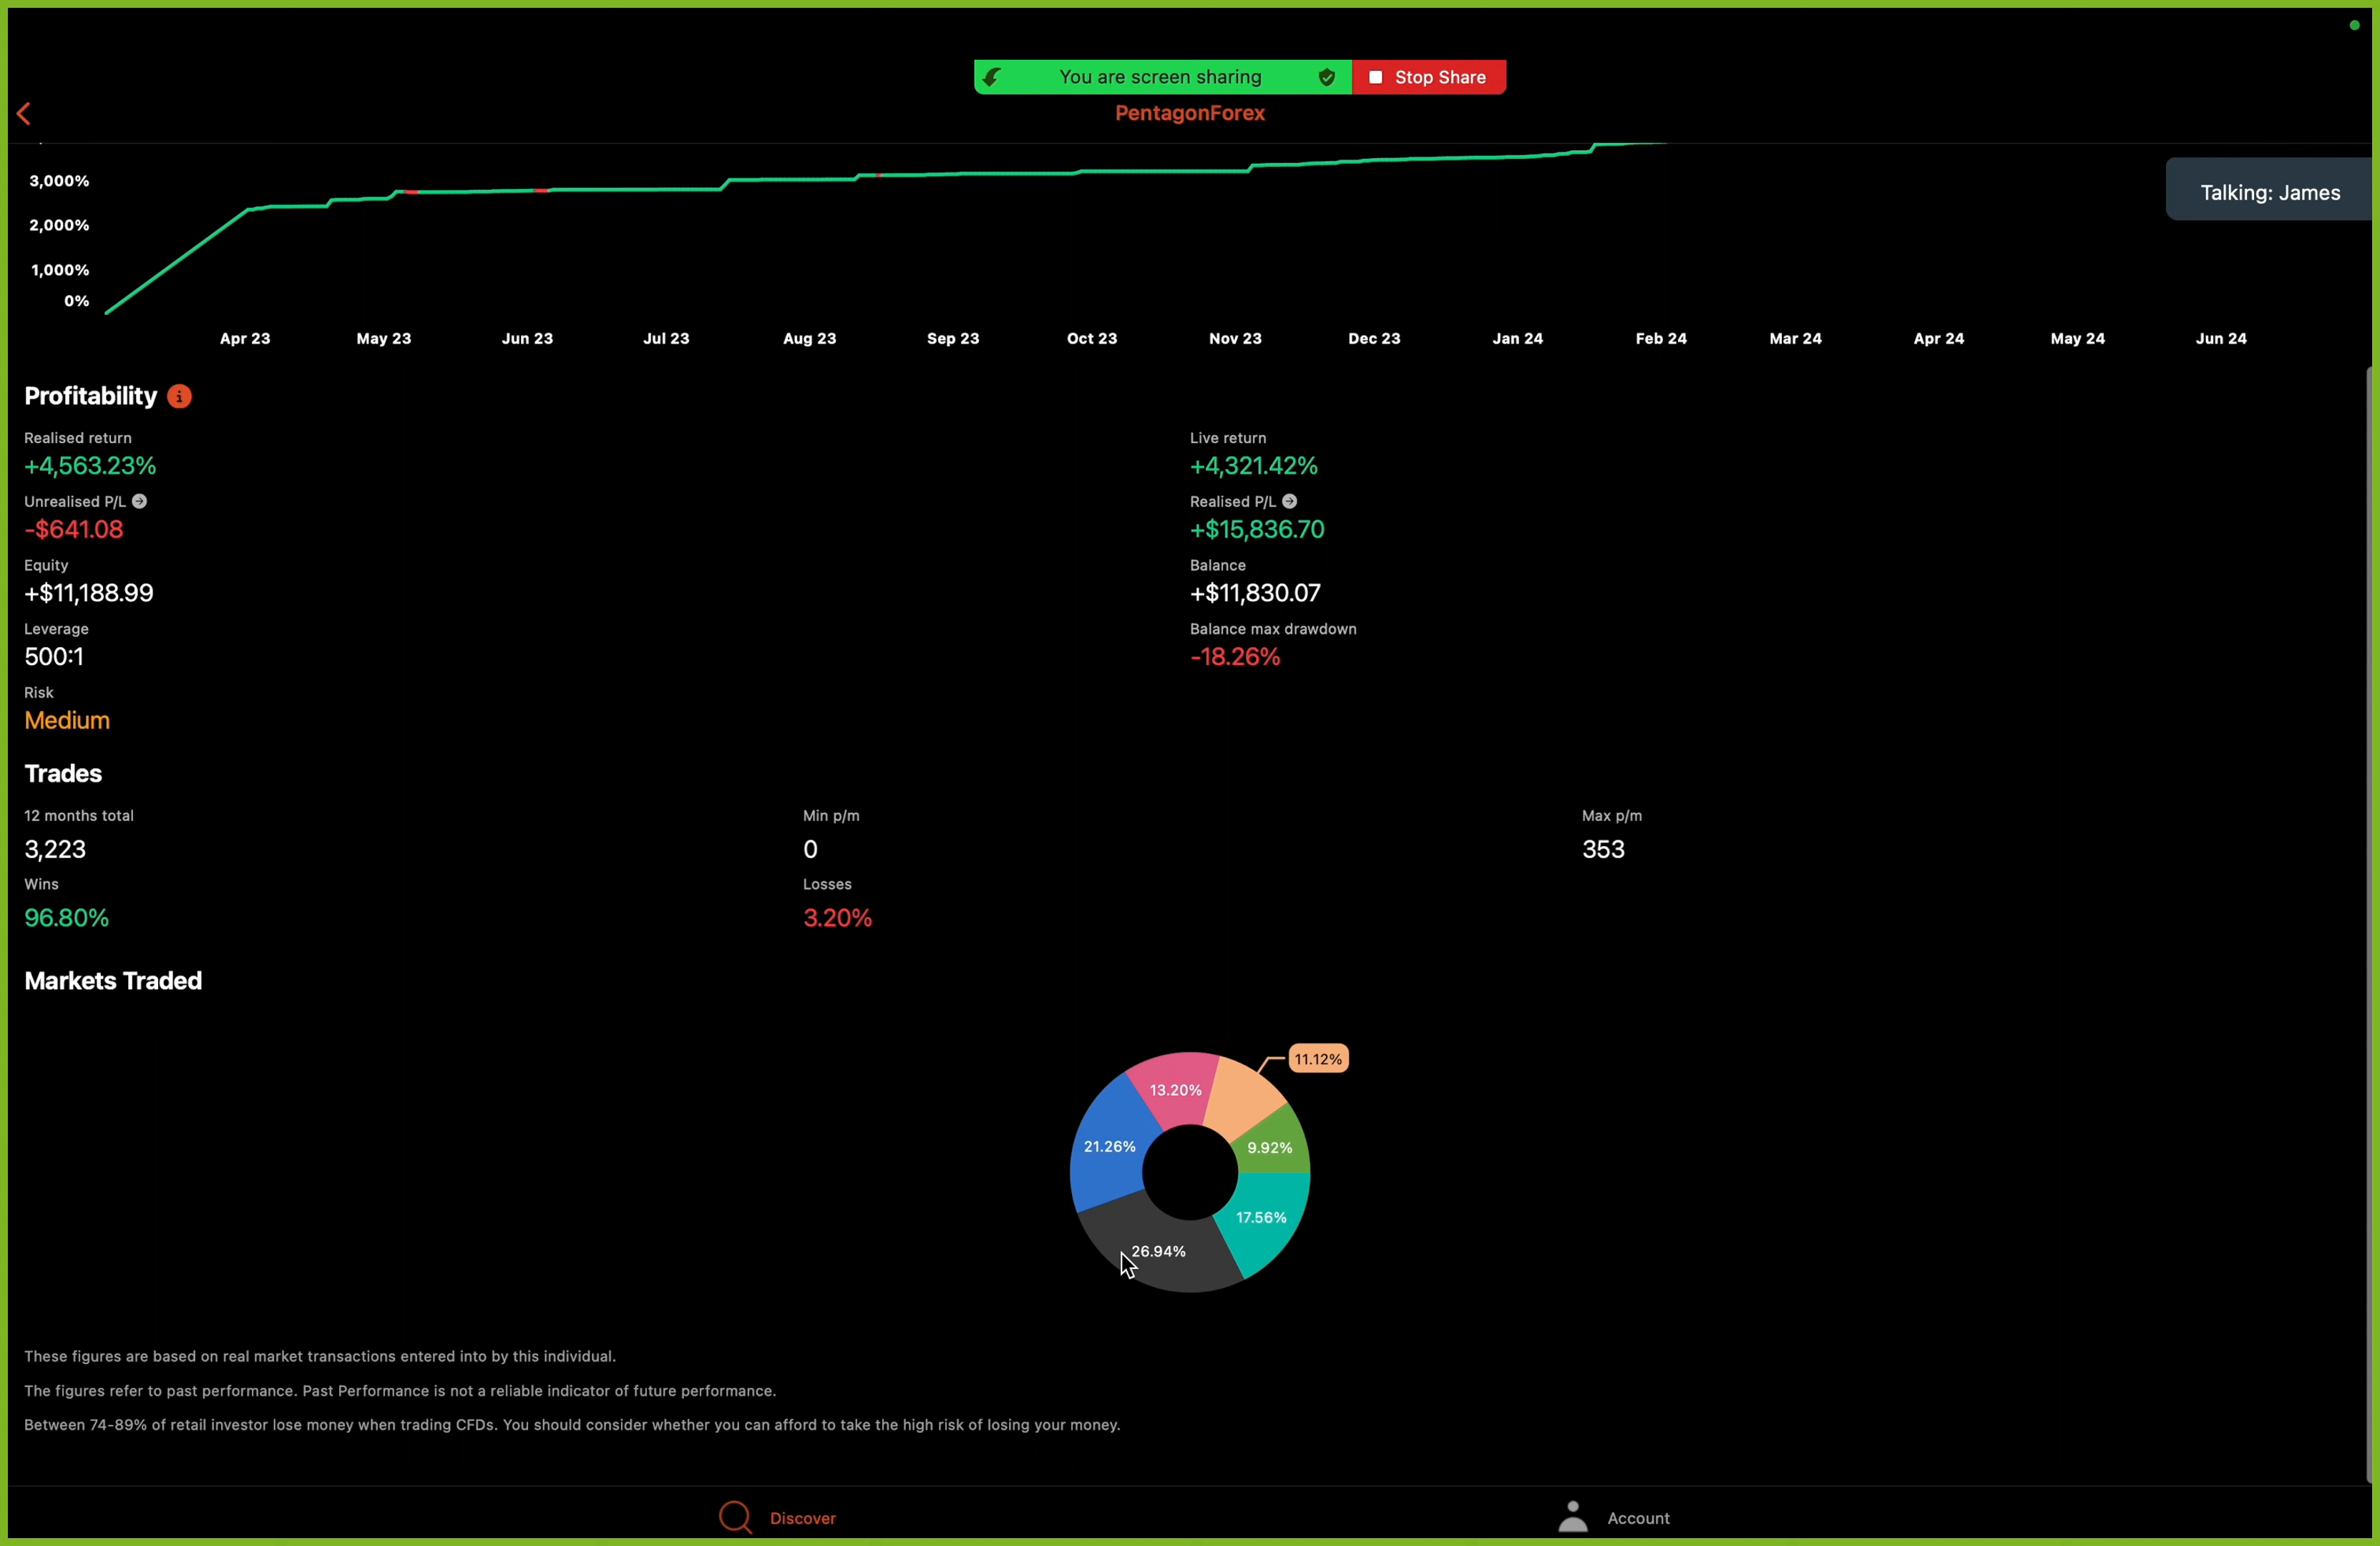 You are screen sharing
Stop Share
PentagonForex
Talking: James
3,000%
2,000%
1,000%
0%
Apr 23 May 23 Jun 23 Jul 23 Aug 23 Sep 23 Oct 23 Nov 23 Dec 23 Jan 24 Feb 24 Mar 24 Apr 24 May 24 Jun 24
Profitability
Realised return Live return
+4,563.23% +4,321.42%
Unrealised P/L Realised P/L
-$641.08 +$15,836.70
Equity Balance
+$11,188.99 +$11,830.07
Leverage Balance max drawdown
500:1 -18.26%
Risk
Medium
Trades
12 months total Min p/m Max p/m
3,223 0 353
Wins Losses
96.80% 3.20%
Markets Traded
11.12%
13.20%
21.26%
9.92%
17.56%
26.94%
These figures are based on real market transactions entered into by this individual.
The figures refer to past performance. Past Performance is not a reliable indicator of future performance.
Between 74-89% of retail investor lose money when trading CFDs. You should consider whether you can afford to take the high risk of losing your money.
Discover Account